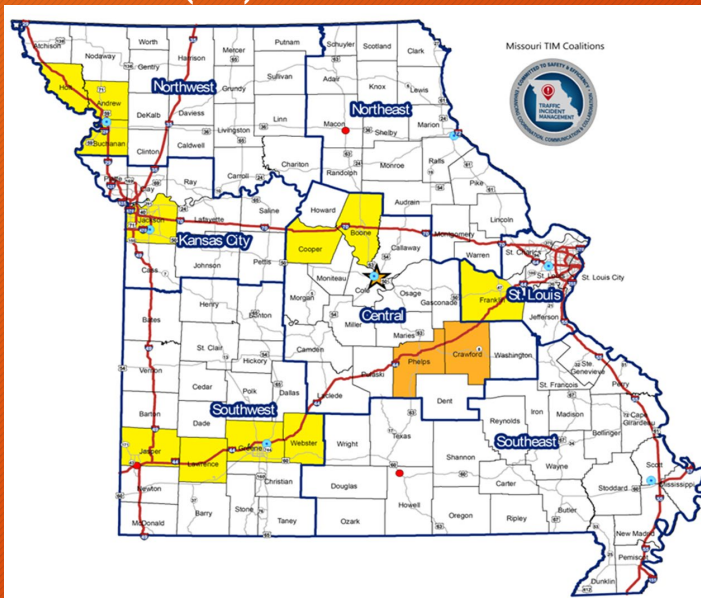 Missouri TIM Coalitions
COMMITTED TO SAFETY & EFFICIENCY
TRAFFIC
INCIDENT
MANAGEMENT
Atchison
Nodaway
Worth
Harrison
Mercer
Putnam
Schuyler
Scotland
Clark
Gentry
Sullivan
Adair
Knox
Lewis
Holt
Andrew
Northwest
Grundy
Northeast
DeKalb
Daviess
Linn
Macon
Shelby
Marion
Buchanan
Clinton
Caldwell
Livingston
Chariton
Randolph
Monroe
Ralls
Pike
Ray
Carroll
Howard
Audrain
Lincoln
Jackson
Lafayette
Saline
Boone
Montgomery
Kansas City
Cooper
Callaway
Warren
St. Charles
Cass
Johnson
Pettis
Moniteau
Cole
Osage
Gasconade
Franklin
St. Louis
St. Louis City
Bates
Henry
Benton
Morgan
Central
Jefferson
Miller
Maries
St. Clair
Camden
Phelps
Crawford
Washington
Vernon
Hickory
Pulaski
Ste.
Genevieve
Cedar
Polk
Dallas
Laclede
Dent
St. Francois
Perry
Barton
Dade
Southwest
Iron
Madison
Cape
Girardeau
Reynolds
Bollinger
Jasper
Greene
Webster
Wright
Texas
Southeast
Lawrence
Shannon
Wayne
Scott
Newton
Christian
Douglas
Carter
Stoddard
Mississippi
McDonald
Barry
Stone
Taney
Ozark
Howell
Oregon
Ripley
Butler
New Madrid
Pemiscot
Dunklin